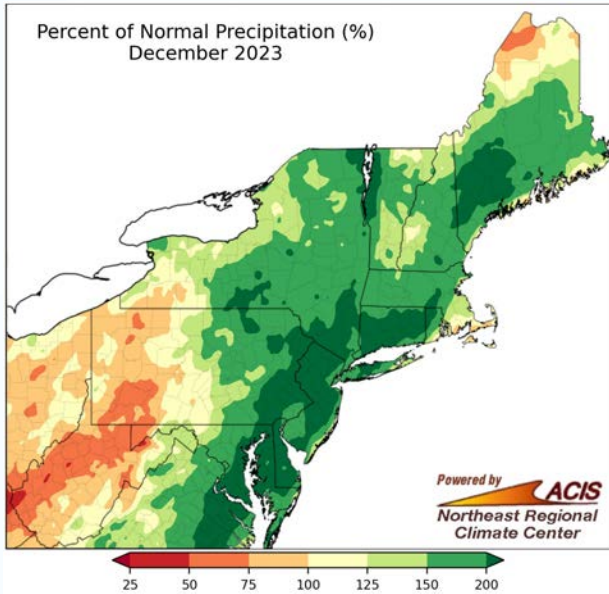 Percent of Normal Precipitation (%)
December 2023
Powered by
ACIS
Northeast Regional
Climate Center
25 50 75 100 125 150 200